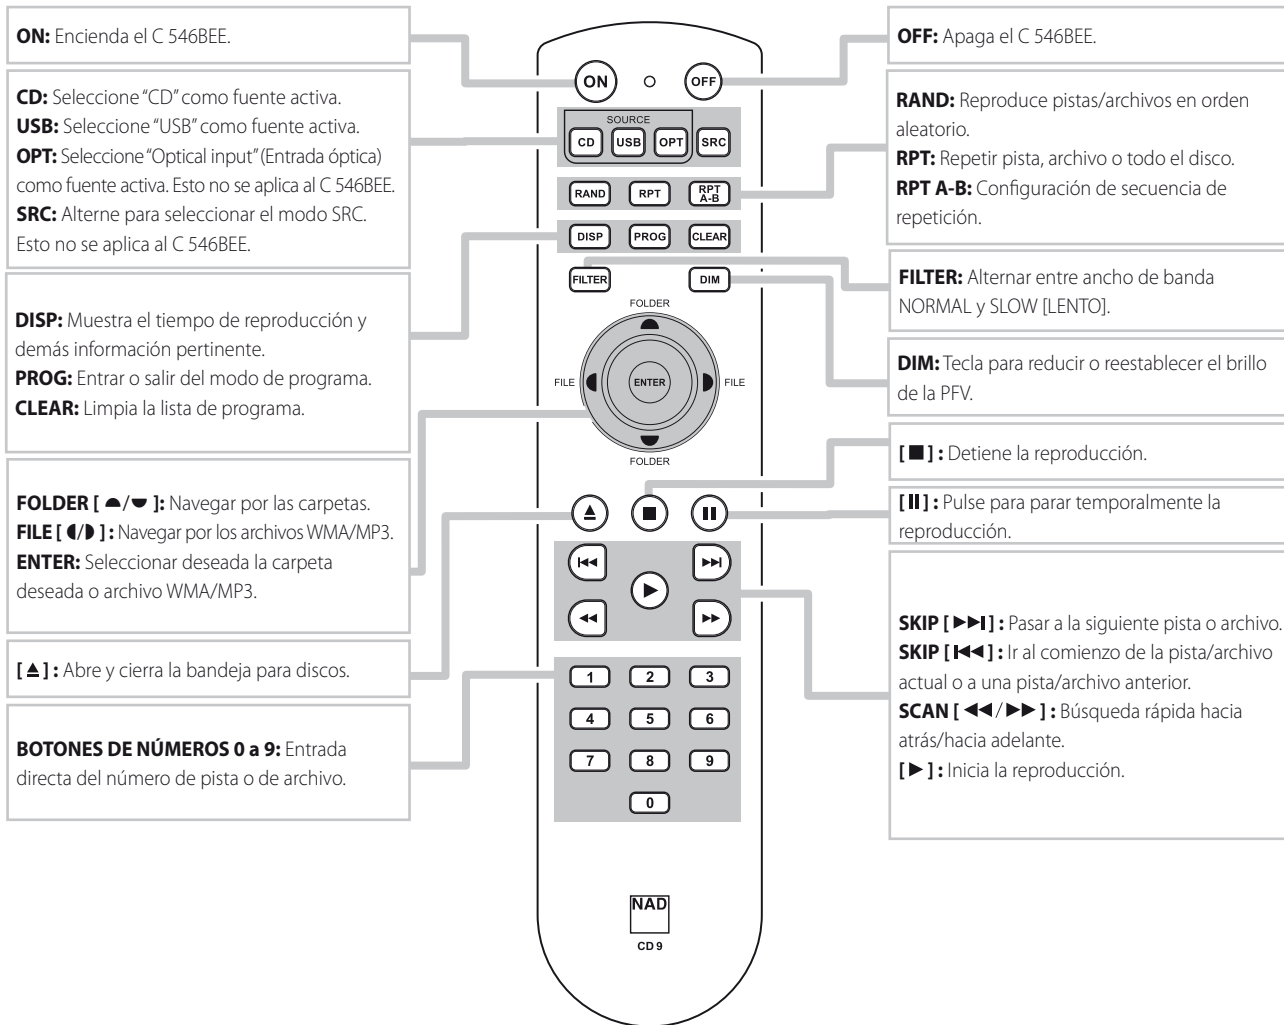 ON: Encienda el C 546BEE.
CD: Seleccione “CD” como fuente activa.
USB: Seleccione “USB” como fuente activa.
OPT: Seleccione “Optical input” (Entrada óptica)
como fuente activa. Esto no se aplica al C 546BEE.
SRC: Alterne para seleccionar el modo SRC.
Esto no se aplica al C 546BEE.
DISP: Muestra el tiempo de reproducción y
demás información pertinente.
PROG: Entrar o salir del modo de programa.
CLEAR: Limpia la lista de programa.
FOLDER [ / ]: Navegar por las carpetas.
FILE [ / ] : Navegar por los archivos WMA/MP3.
ENTER: Seleccionar deseada la carpeta
deseada o archivo WMA/MP3.
[ ▲ ] : Abre y cierra la bandeja para discos.
BOTONES DE NÚMEROS 0 a 9: Entrada
directa del número de pista o de archivo.
ON OFF
SOURCE
CD USB OPT SRC
RAND RPT RPT A-B
DISP PROG CLEAR
FILTER DIM
FOLDER
FILE ENTER FILE
FOLDER
1 2 3
4 5 6
7 8 9
0
NAD
CD 9
OFF: Apaga el C 546BEE.
RAND: Reproduce pistas/archivos en orden
aleatorio.
RPT: Repetir pista, archivo o todo el disco.
RPT A-B: Configuración de secuencia de
repetición.
FILTER: Alternar entre ancho de banda
NORMAL y SLOW [LENTO].
DIM: Tecla para reducir o reestablecer el brillo
de la PFV.
[ ■ ] : Detiene la reproducción.
[ II ] : Pulse para parar temporalmente la
reproducción.
SKIP [ ▶▶I ] : Pasar a la siguiente pista o archivo.
SKIP [ I◀◀ ] : Ir al comienzo de la pista/archivo
actual o a una pista/archivo anterior.
SCAN [ ◀◀/▶▶ ] : Búsqueda rápida hacia
atrás/hacia adelante.
[ ▶ ] : Inicia la reproducción.